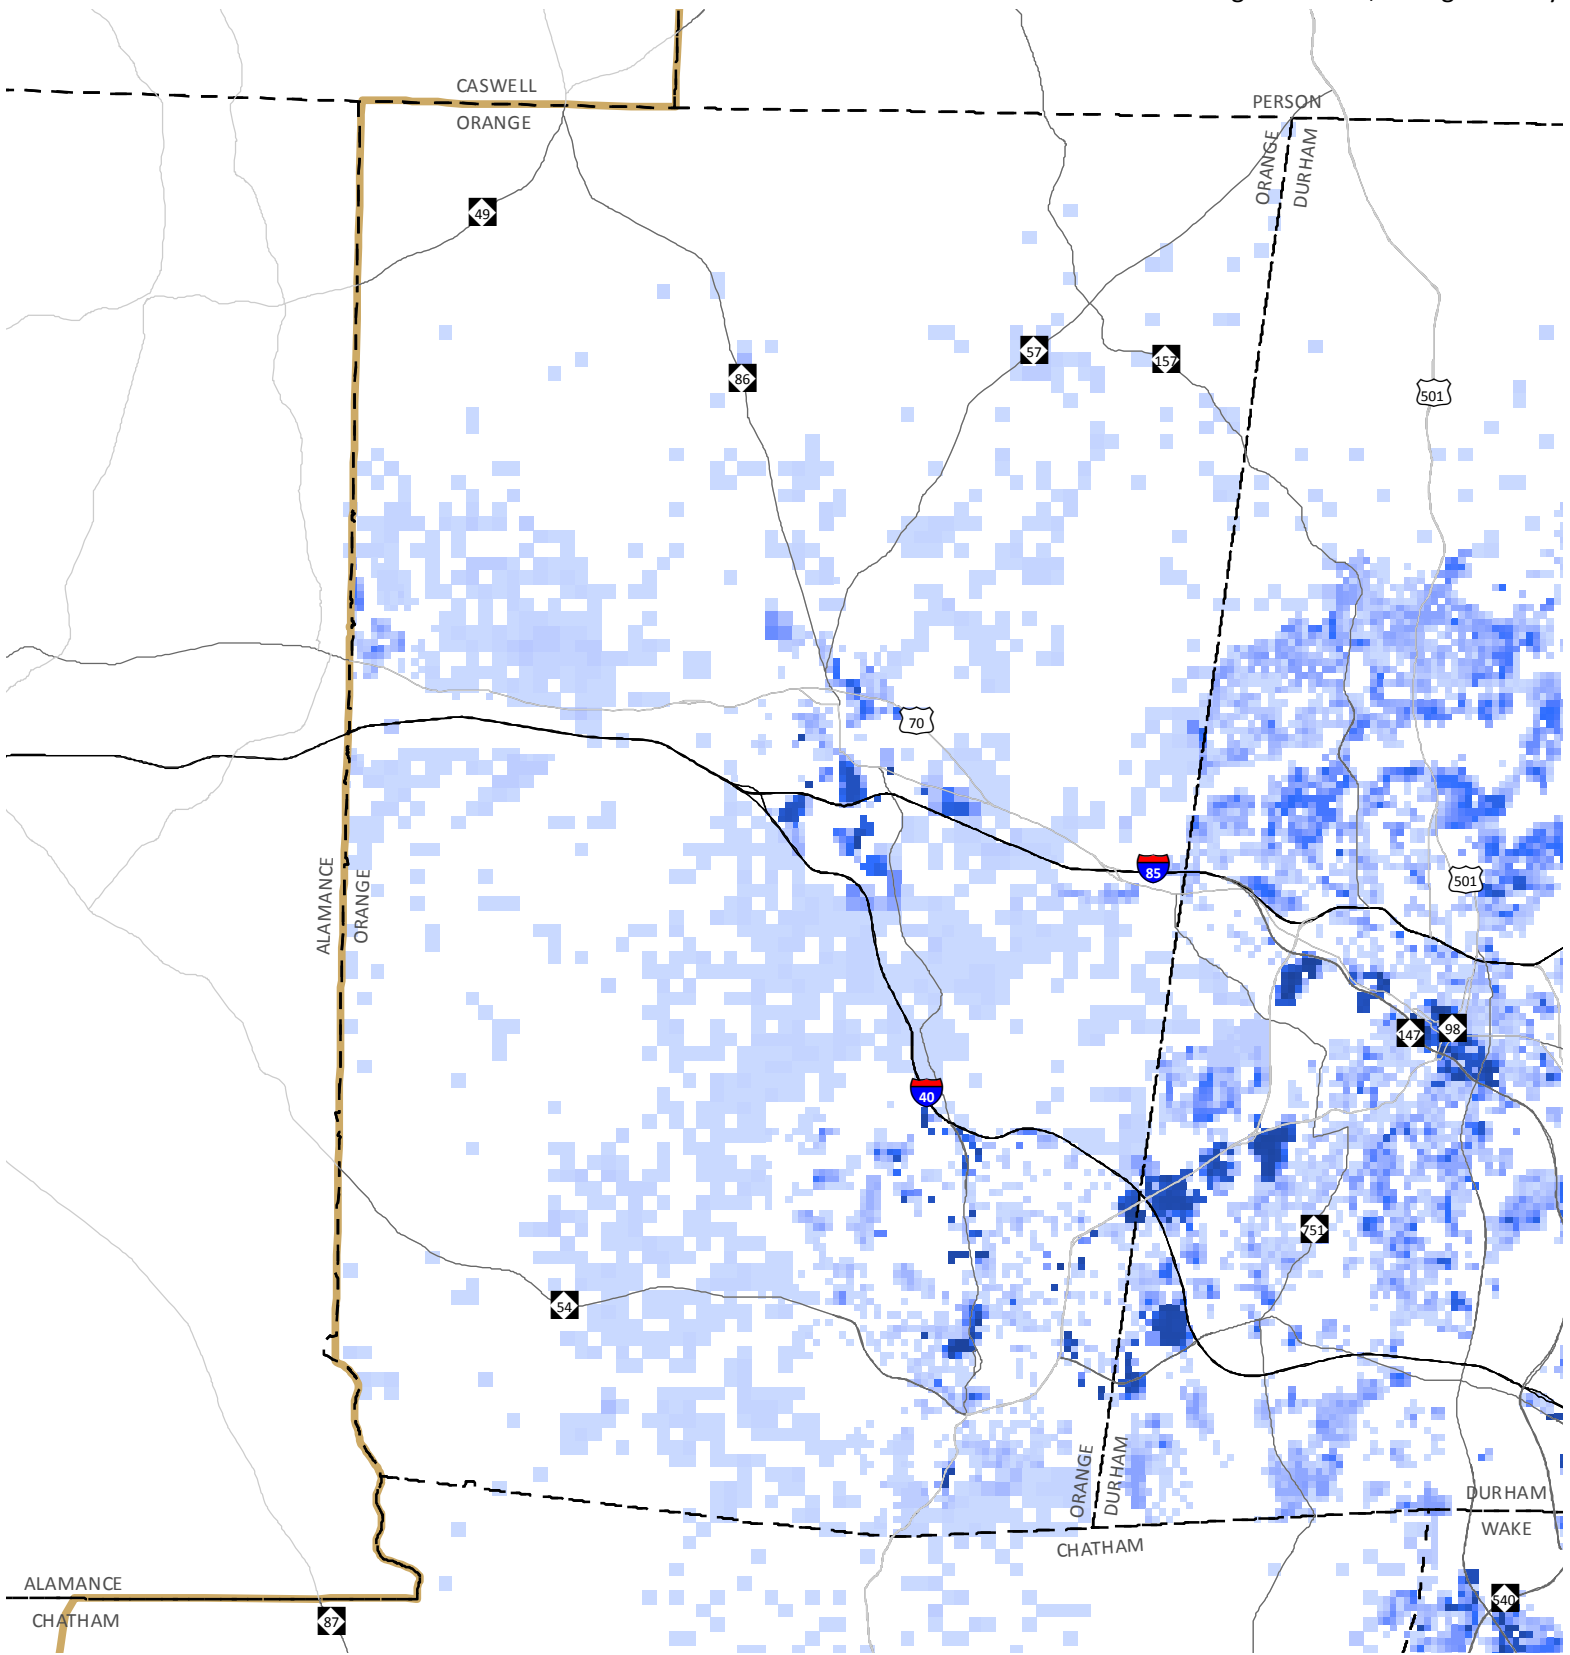 CASWELL
ORANGE
PERSON
ORANGE
DURHAM
49
57
86
157
501
70
ALAMANCE
ORANGE
85
501
147
98
40
751
54
ORANGE
DURHAM
DURHAM
WAKE
CHATHAM
ALAMANCE
CHATHAM
87
540